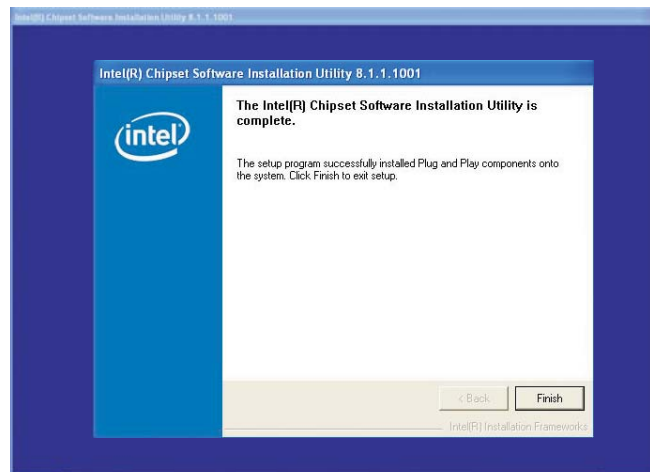 Intel(R) Chipset Software Installation Utility 8.1.1.1001
Intel(R) Chipset Software Installation Utility 8.1.1.1001
intel
The Intel(R) Chipset Software Installation Utility is
complete.
The setup program successfully installed Plug and Play components onto
the system. Click Finish to exit setup.
< Back
Finish
Intel(R) Installation Frameworks